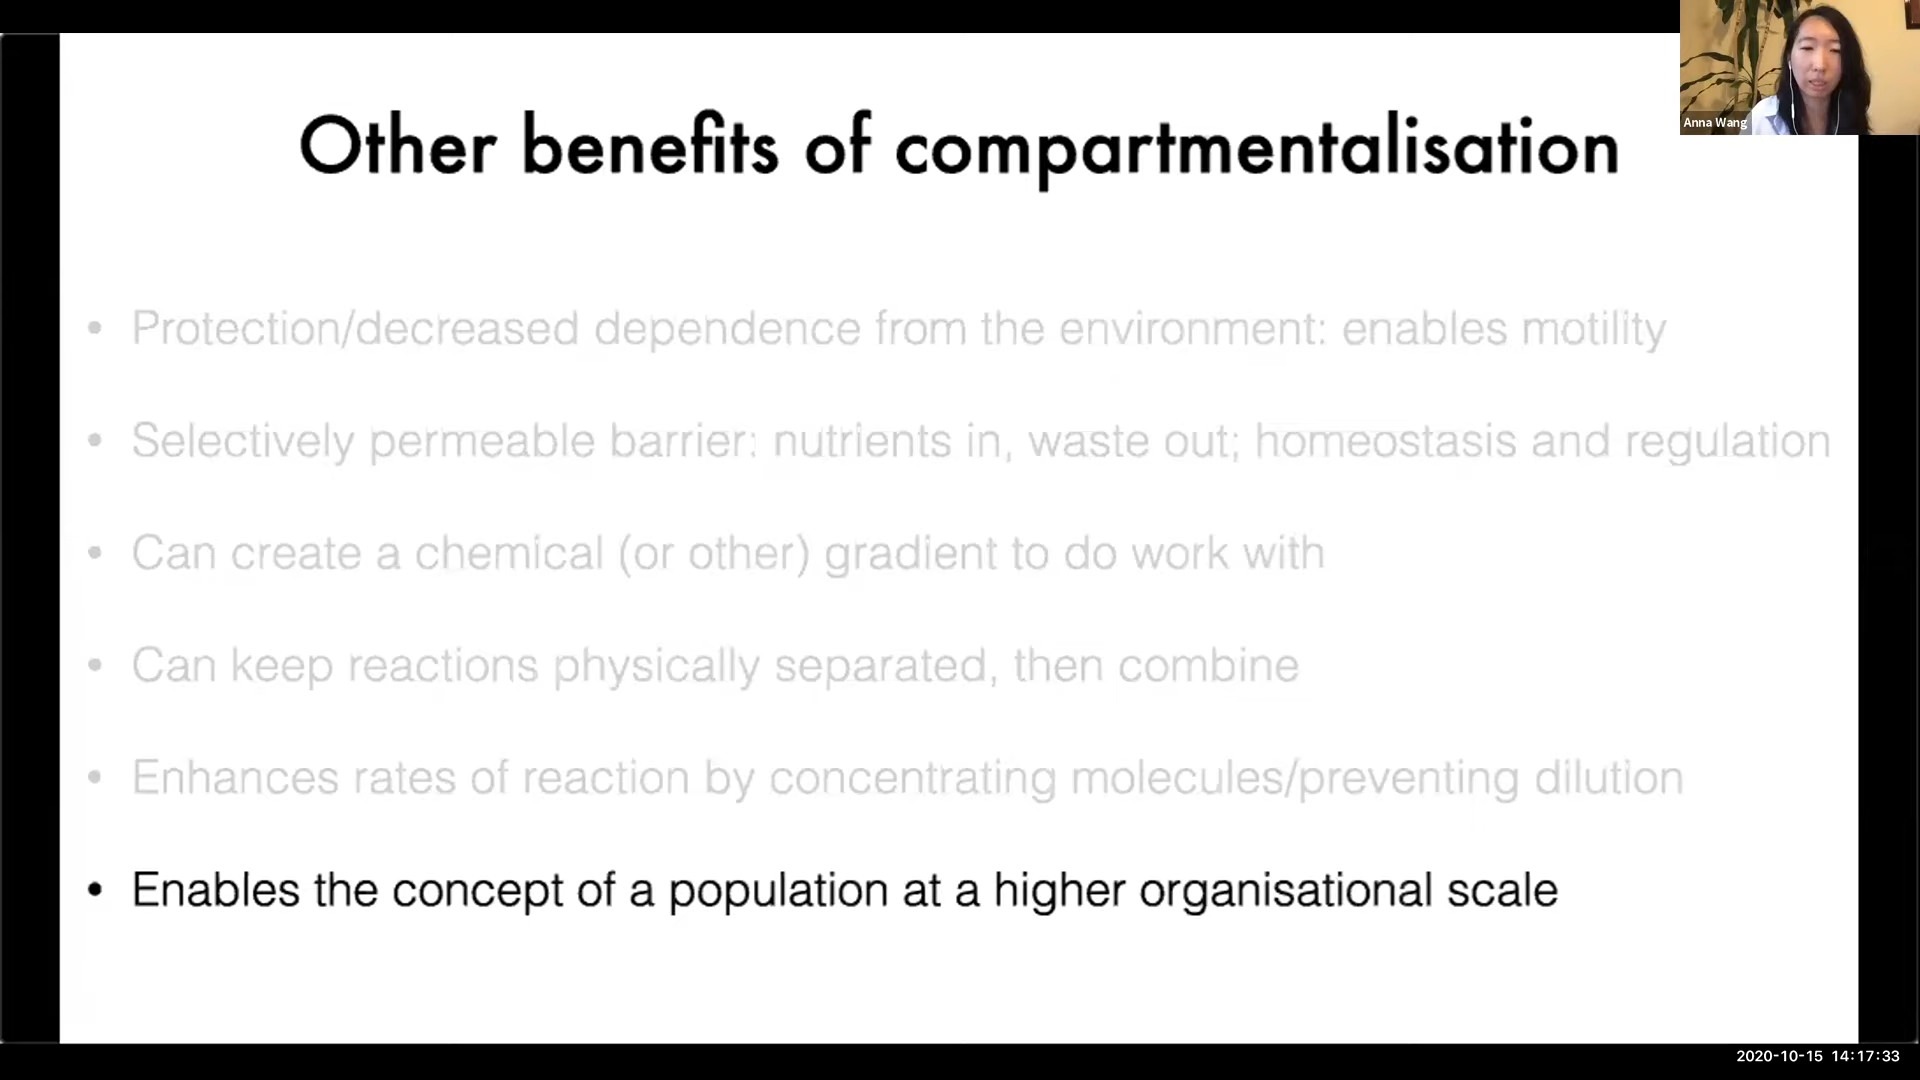 Other benefits of compartmentalisation
Anna Wang
• Protection/decreased dependence from the environment: enables motility
• Selectively permeable barrier: nutrients in, waste out; homeostasis and regulation
• Can create a chemical (or other) gradient to do work with
• Can keep reactions physically separated, then combine
• Enhances rates of reaction by concentrating molecules/preventing dilution
• Enables the concept of a population at a higher organisational scale
2020-10-15 14:17:33